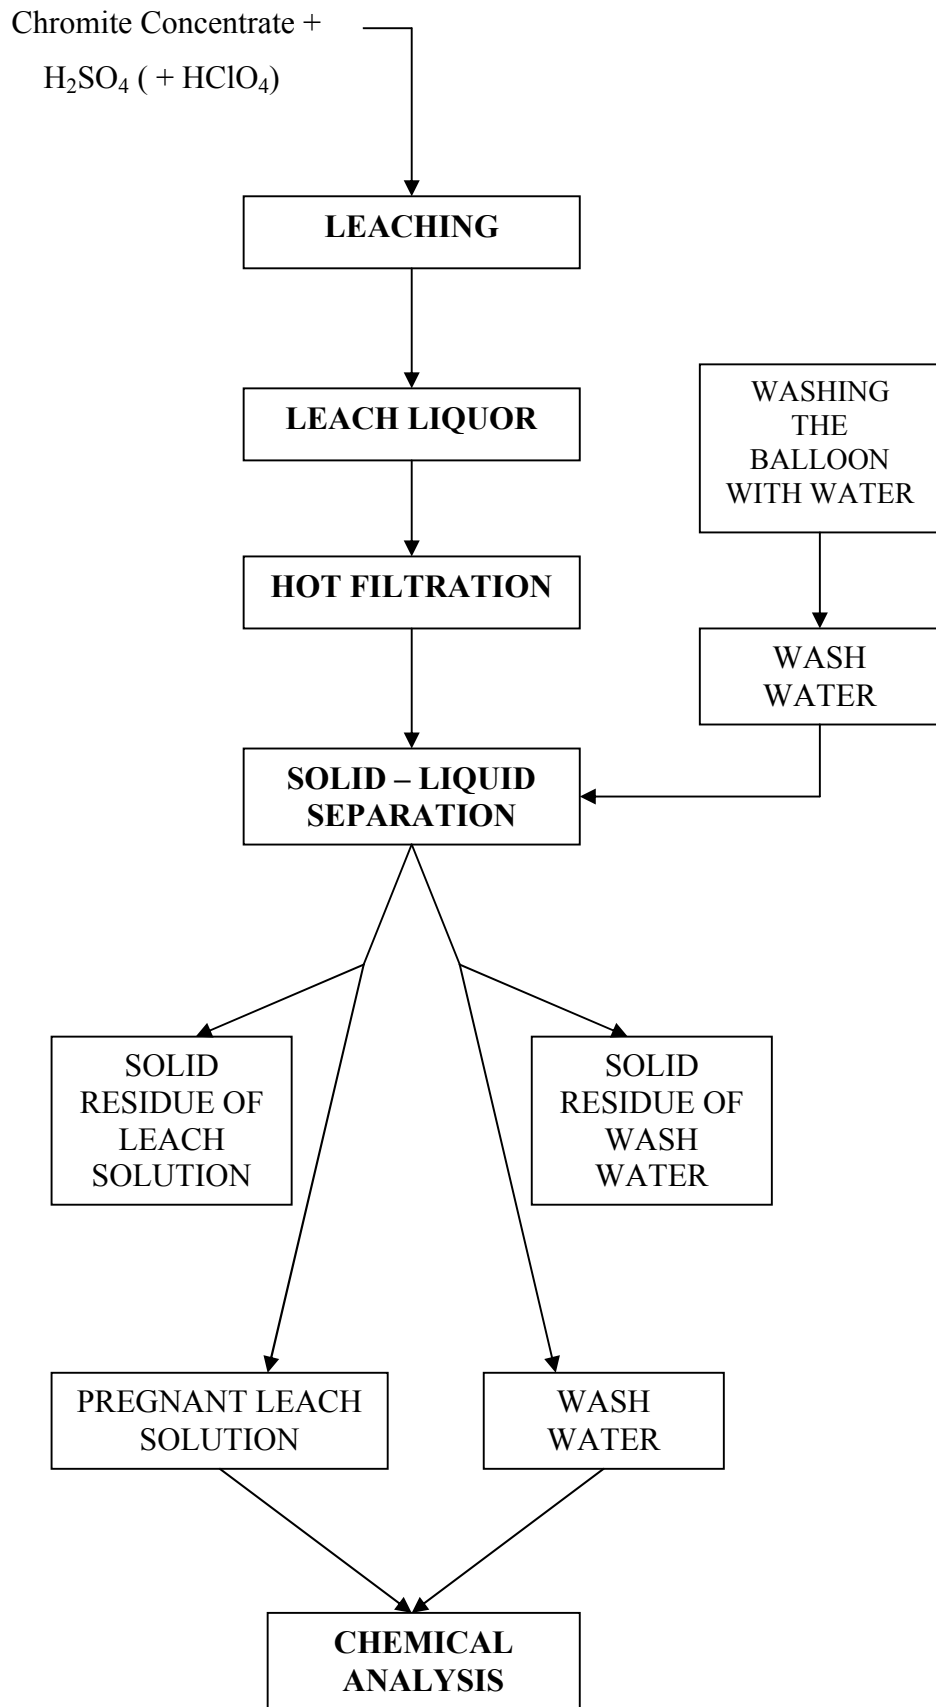 Chromite Concentrate +
H₂SO₄ ( + HClO₄)
LEACHING
LEACH LIQUOR
WASHING
THE
BALLOON
WITH WATER
HOT FILTRATION
WASH
WATER
SOLID – LIQUID
SEPARATION
SOLID
RESIDUE OF
LEACH
SOLUTION
SOLID
RESIDUE OF
WASH
WATER
PREGNANT LEACH
SOLUTION
WASH
WATER
CHEMICAL
ANALYSIS